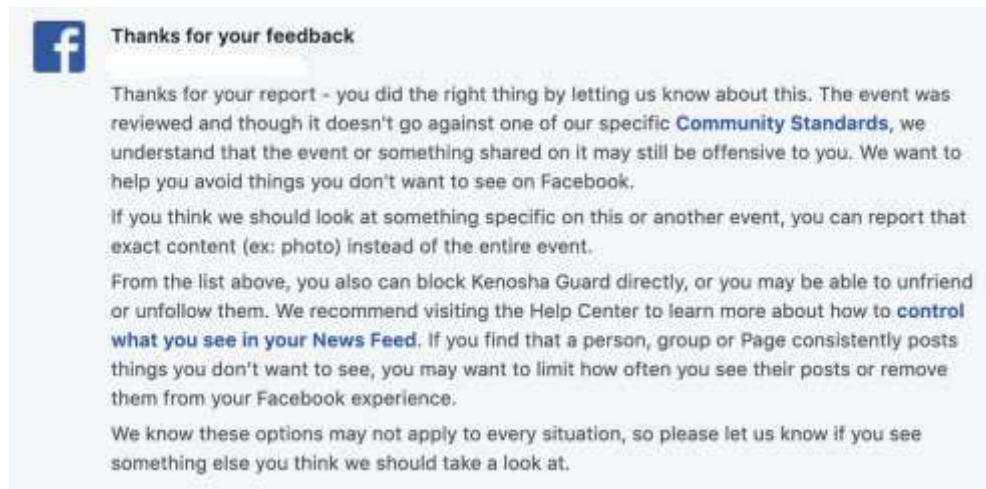 Thanks for your feedback
Thanks for your report - you did the right thing by letting us know about this. The event was
reviewed and though it doesn't go against one of our specific Community Standards, we
understand that the event or something shared on it may still be offensive to you. We want to
help you avoid things you don't want to see on Facebook.
If you think we should look at something specific on this or another event, you can report that
exact content (ex: photo) instead of the entire event.
From the list above, you also can block Kenosha Guard directly, or you may be able to unfriend
or unfollow them. We recommend visiting the Help Center to learn more about how to control
what you see in your News Feed. If you find that a person, group or Page consistently posts
things you don't want to see, you may want to limit how often you see their posts or remove
them from your Facebook experience.
We know these options may not apply to every situation, so please let us know if you see
something else you think we should take a look at.